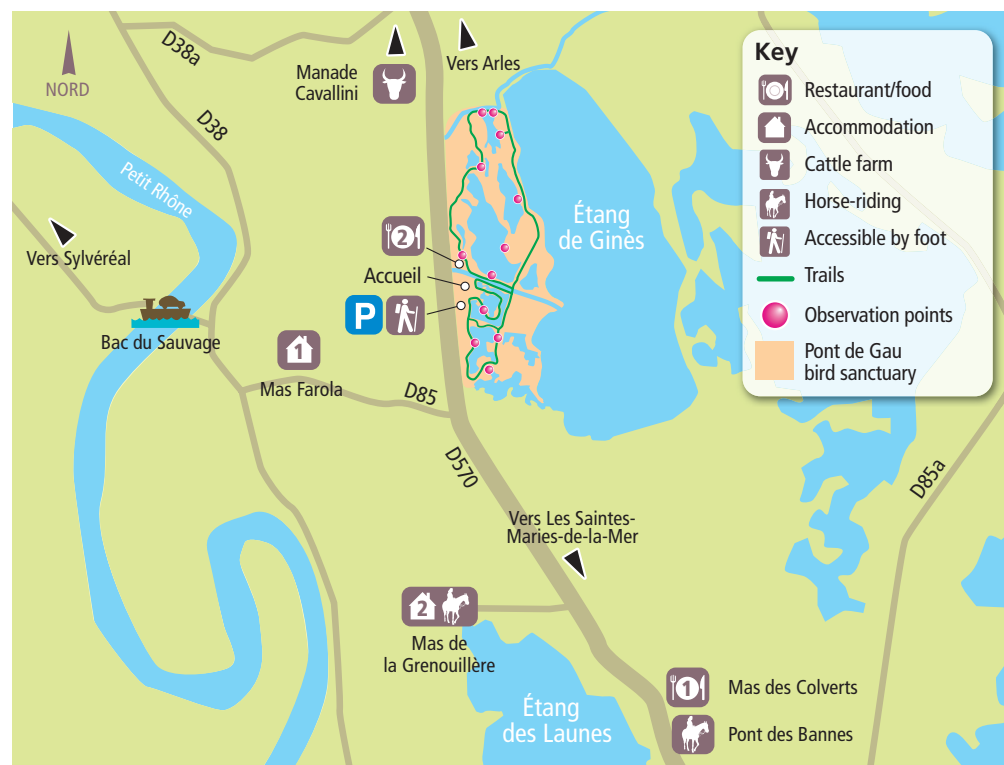 D38a
Manade
Cavallini
Vers Arles
NORD
D38
Petit Rhône
Vers Sylvéréal
Étang
de Ginès
2
Accueil
P
Bac du Sauvage
1
Mas Farola
D85
D570
D85a
Vers Les Saintes-
Maries-de-la-Mer
2
Mas de
la Grenouillère
Étang
des Launes
1
Mas des Colverts
Pont des Bannes
Key
Restaurant/food
Accommodation
Cattle farm
Horse-riding
Accessible by foot
Trails
Observation points
Pont de Gau
bird sanctuary